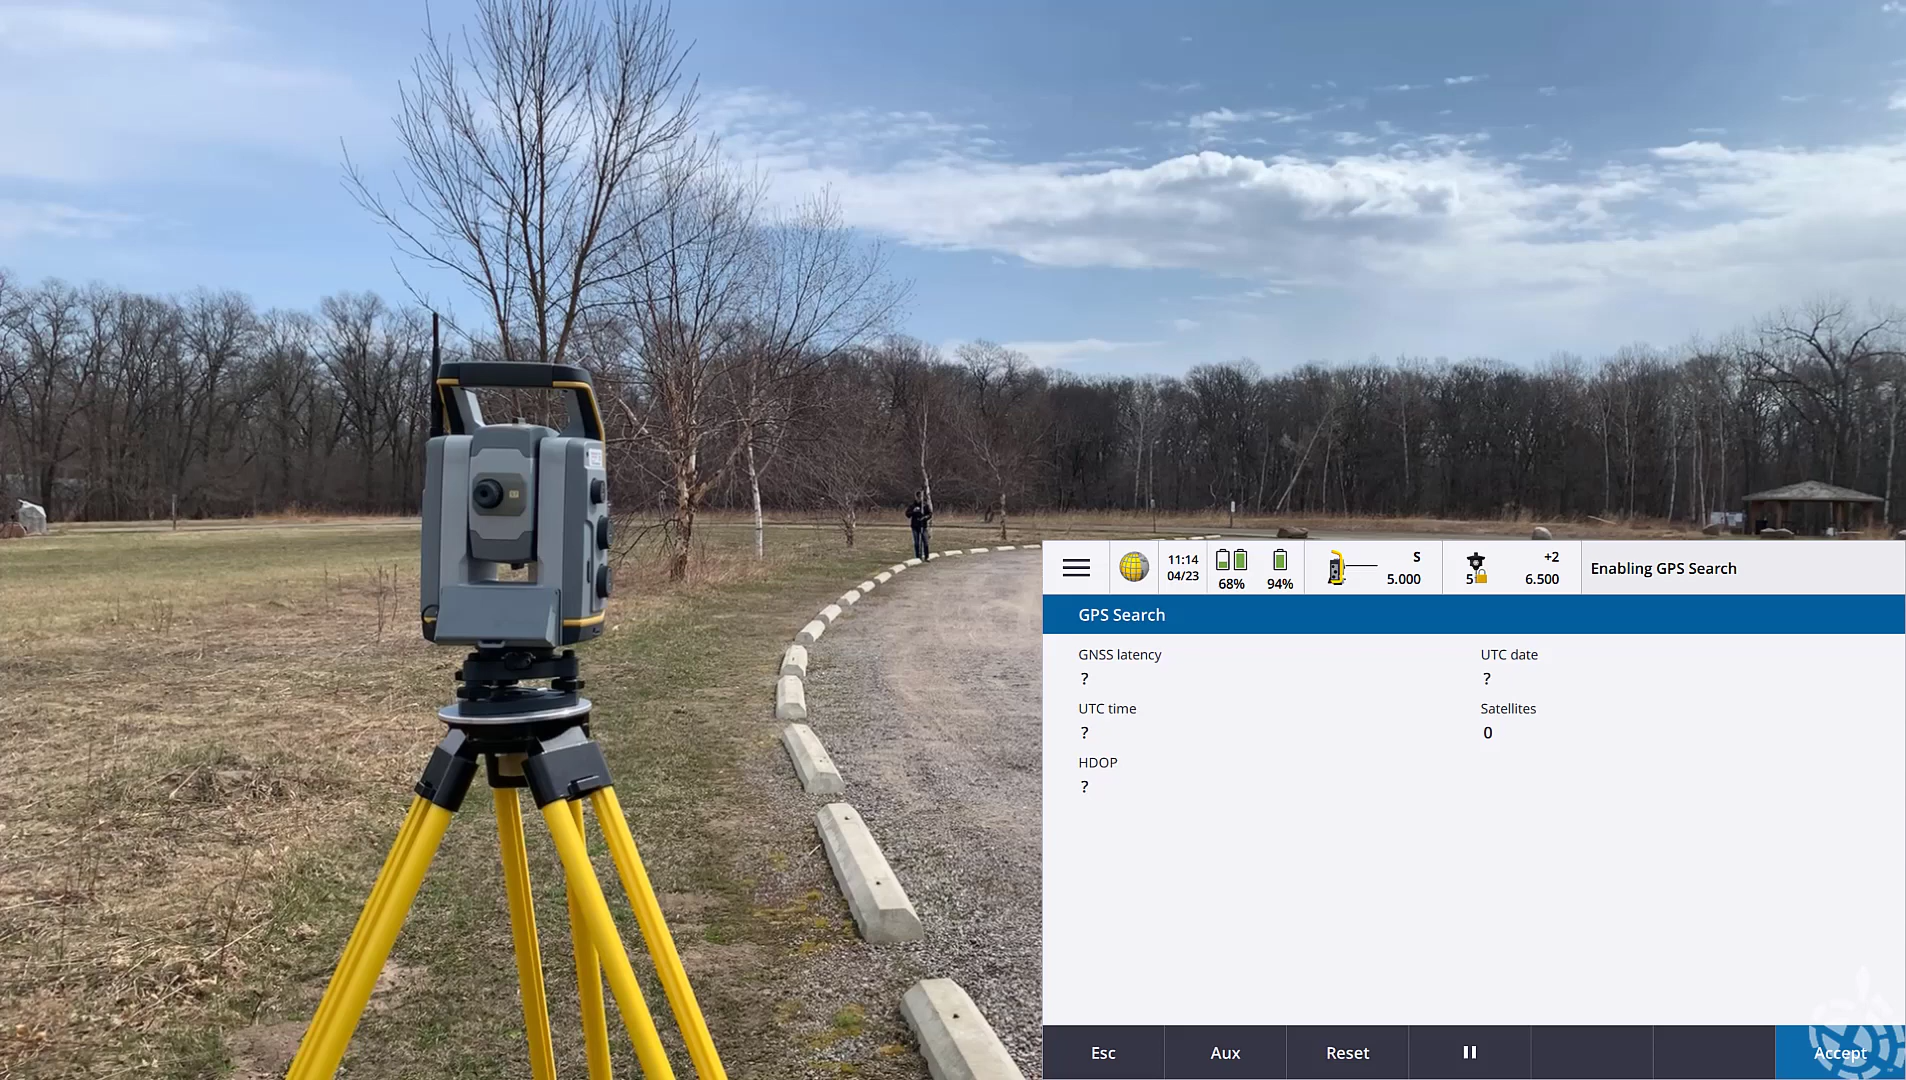 11:14
04/23
68%
94%
S
5.000
5
+2
6.500
Enabling GPS Search
GPS Search
GNSS latency
?
UTC date
?
UTC time
?
Satellites
0
HDOP
?
Esc
Aux
Reset
Accept